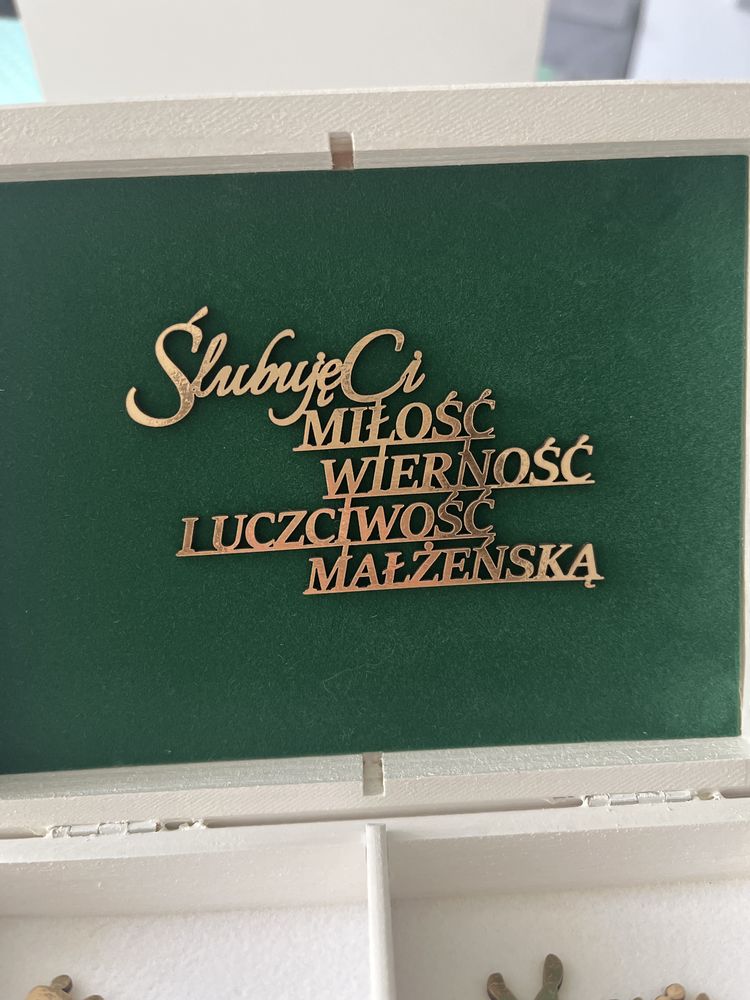 Ślubuję Ci
MIŁOŚĆ
WIERNOŚĆ
I UCZCIWOŚĆ
MAŁŻEŃSKĄ